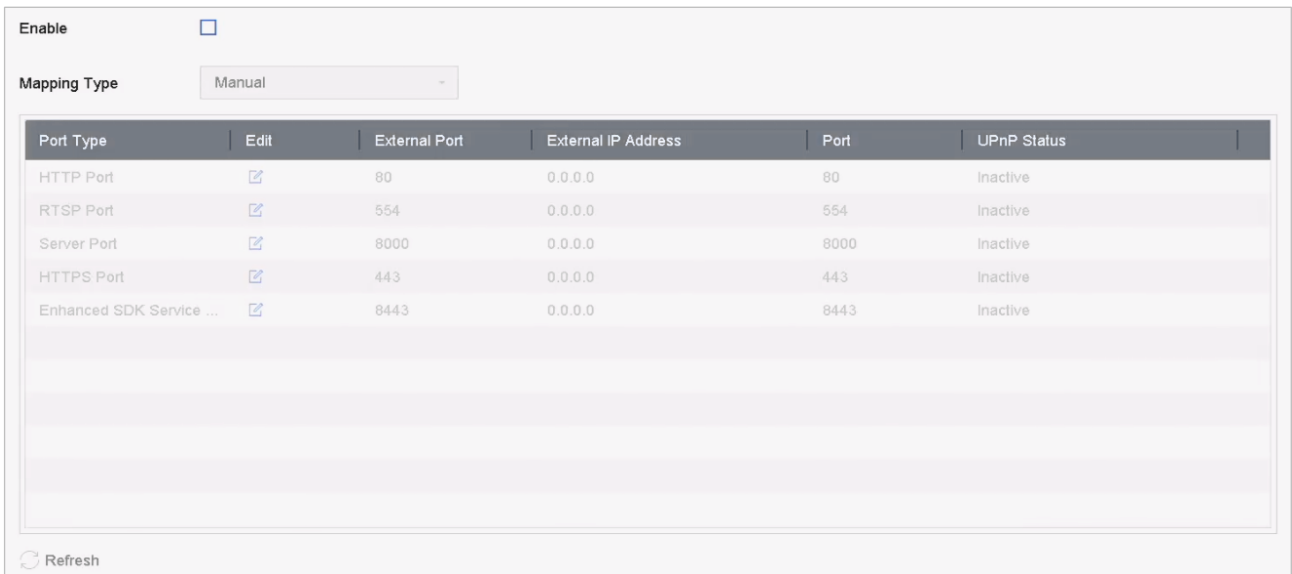 Enable
Mapping Type Manual
Port Type Edit External Port External IP Address Port UPnP Status
HTTP Port 80 0.0.0.0 80 Inactive
RTSP Port 554 0.0.0.0 554 Inactive
Server Port 8000 0.0.0.0 8000 Inactive
HTTPS Port 443 0.0.0.0 443 Inactive
Enhanced SDK Service ... 8443 0.0.0.0 8443 Inactive
Refresh